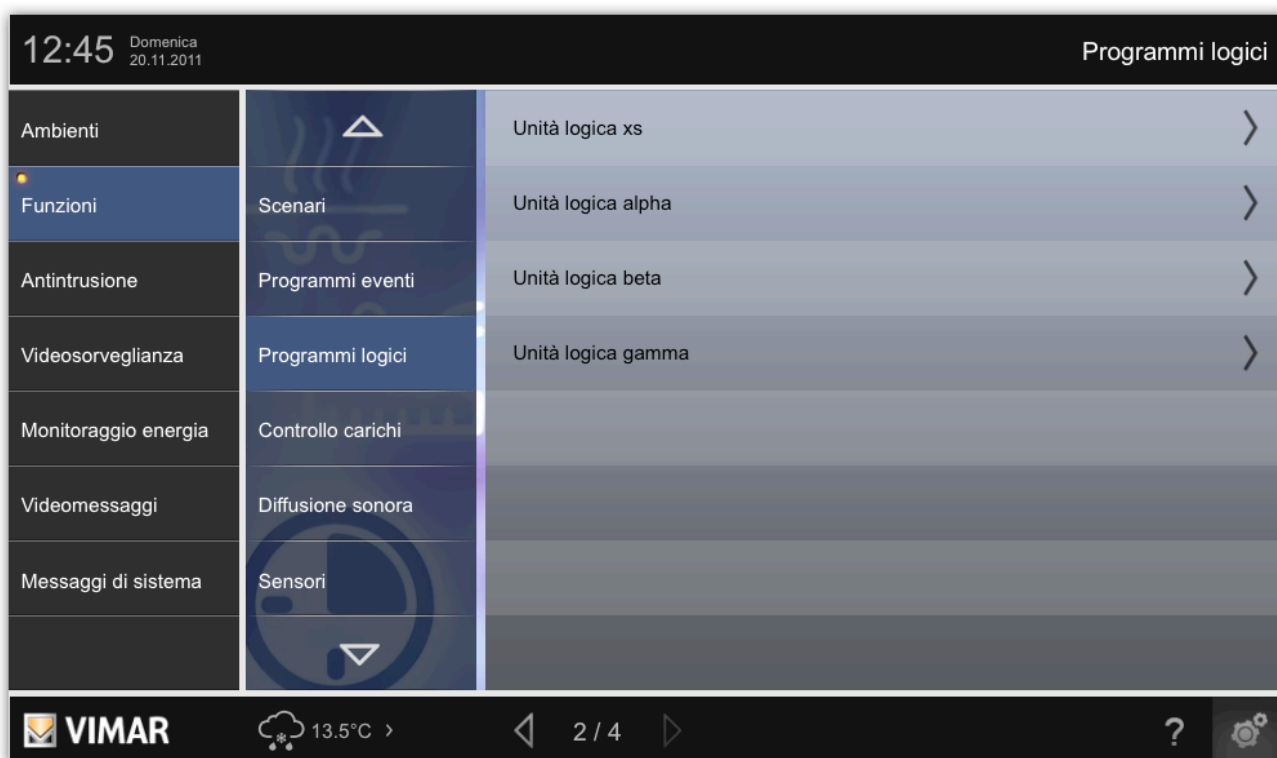 12:45
Domenica
20.11.2011
Programmi logici
Ambienti
Funzioni
Antintrusione
Videosorveglianza
Monitoraggio energia
Videomessaggi
Messaggi di sistema
Scenari
Programmi eventi
Programmi logici
Controllo carichi
Diffusione sonora
Sensori
Unità logica xs
Unità logica alpha
Unità logica beta
Unità logica gamma
VIMAR
13.5°C >
2 / 4
?